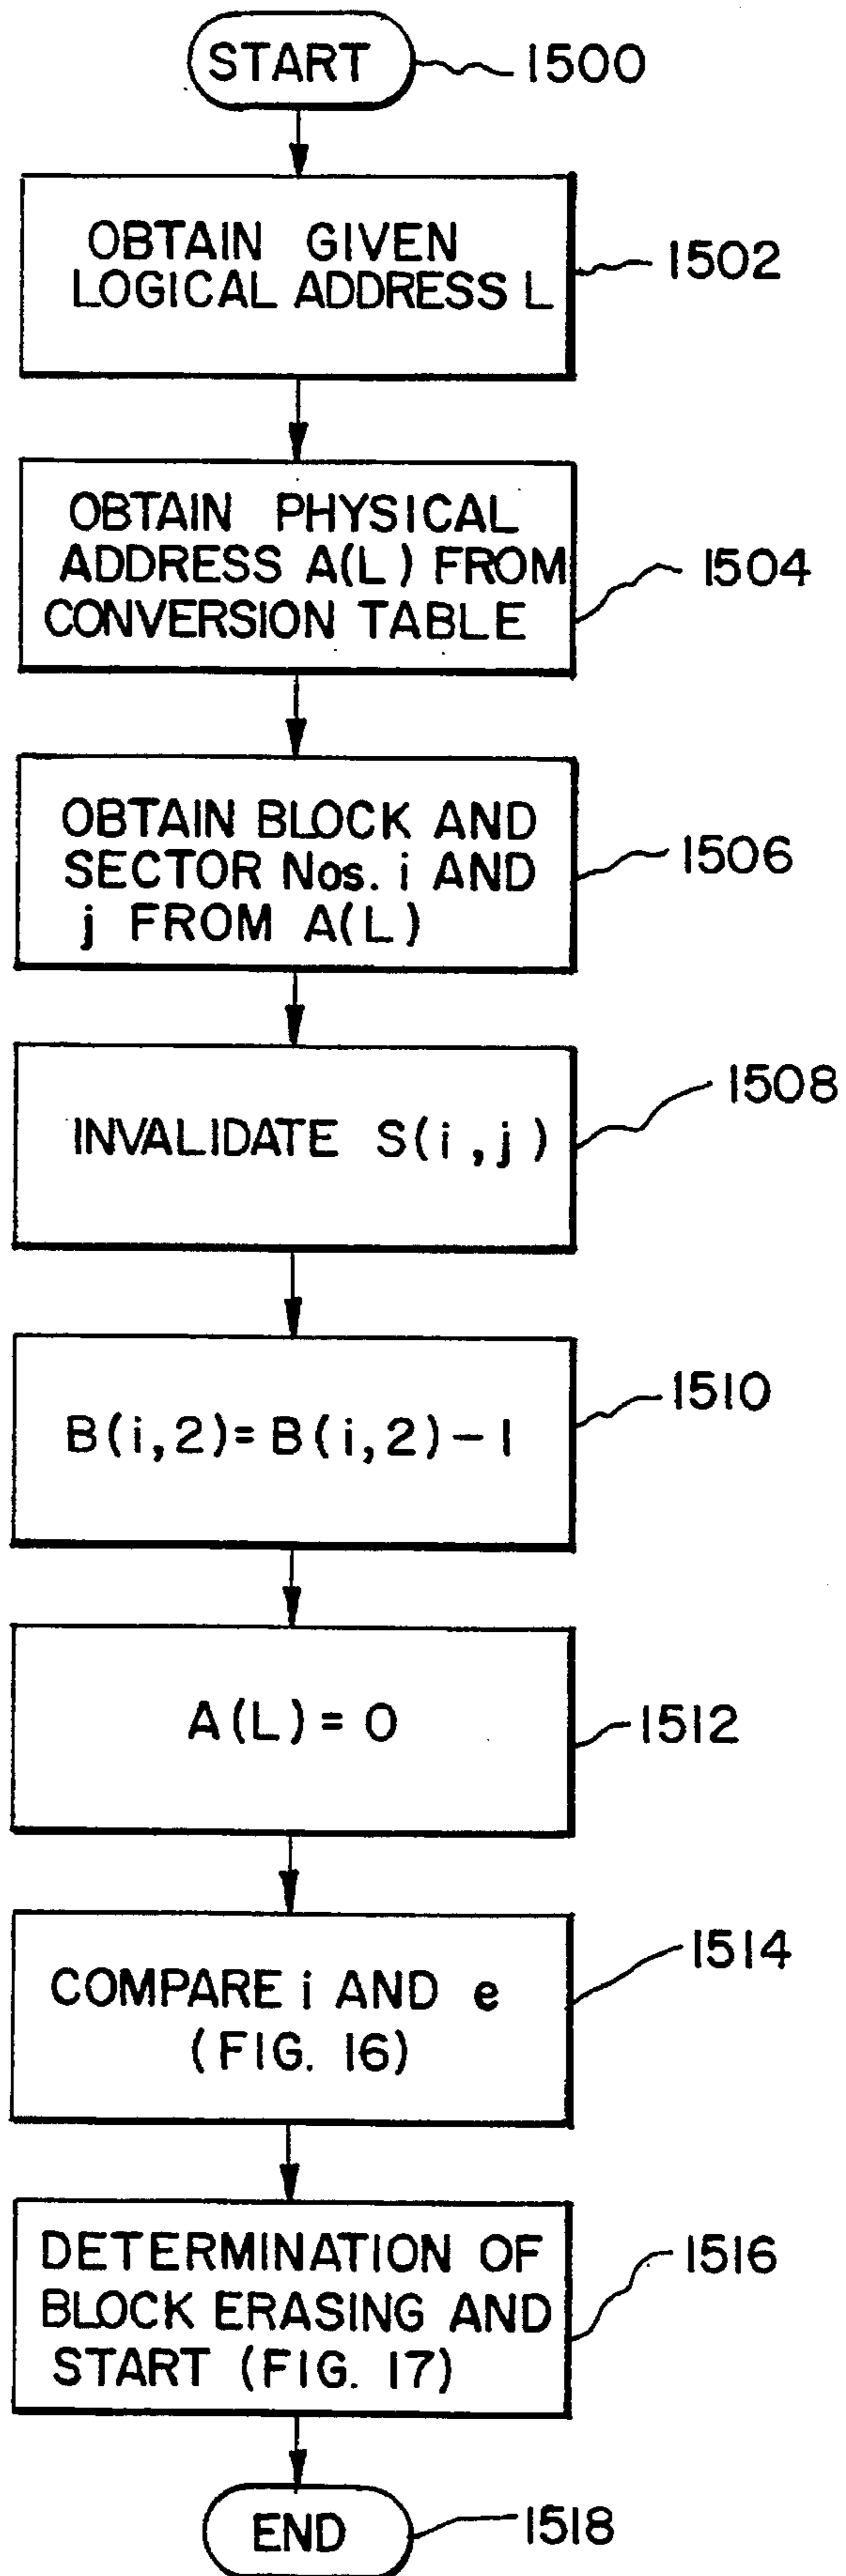 START
1500
OBTAIN GIVEN
LOGICAL ADDRESS L
1502
OBTAIN PHYSICAL
ADDRESS A(L) FROM
CONVERSION TABLE
1504
OBTAIN BLOCK AND
SECTOR Nos. i AND
j FROM A(L)
1506
INVALIDATE S(i,j)
1508
B(i,2)= B(i,2)-1
1510
A(L)=0
1512
COMPARE i AND e
(FIG. 16)
1514
DETERMINATION OF
BLOCK ERASING AND
START (FIG. 17)
1516
END
1518